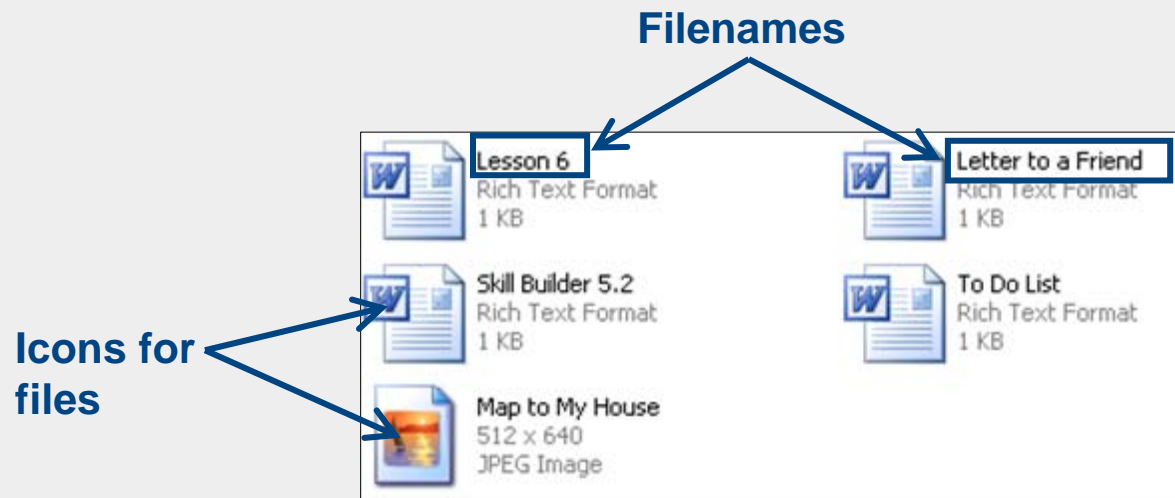 Filenames
Lesson 6
Rich Text Format
1 KB
Letter to a Friend
Rich Text Format
1 KB
Skill Builder 5.2
Rich Text Format
1 KB
To Do List
Rich Text Format
1 KB
Icons for
files
Map to My House
512 x 640
JPEG Image